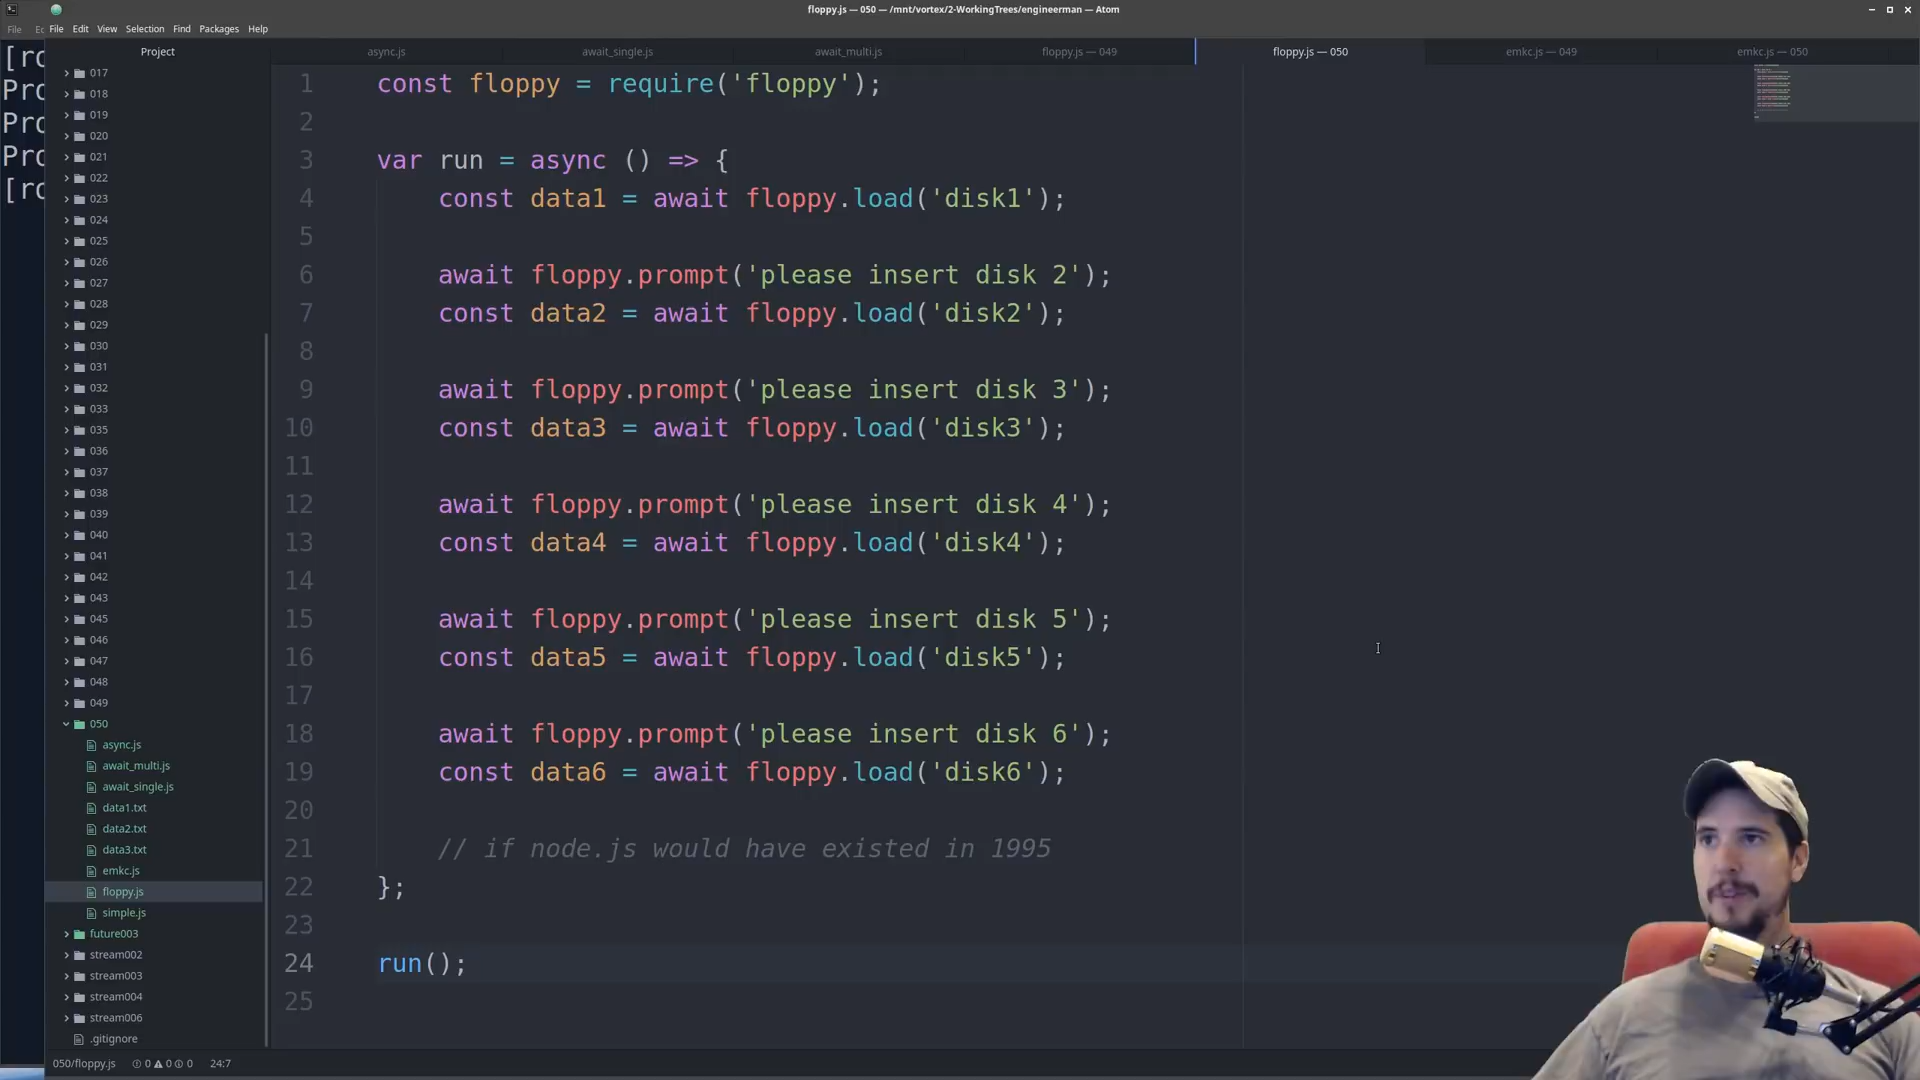 floppy.js — 050 — /mnt/vortex/2-WorkingTrees/engineerman — Atom
File
File Edit View Selection Find Packages Help
Project
async.js
await_single.js
await_multi.js
floppy.js — 049
floppy.js — 050
emkc.js — 049
emkc.js — 050
[ro
Pro
Pro
Pro
[ro
017
018
019
020
021
022
023
024
025
026
027
028
029
030
031
032
033
035
036
037
038
039
040
041
042
043
045
046
047
048
049
050
async.js
await_multi.js
await_single.js
data1.txt
data2.txt
data3.txt
emkc.js
floppy.js
simple.js
future003
stream002
stream003
stream004
stream006
.gitignore
1 const floppy = require('floppy');
2
3 var run = async () => {
4 const data1 = await floppy.load('disk1');
5
6 await floppy.prompt('please insert disk 2');
7 const data2 = await floppy.load('disk2');
8
9 await floppy.prompt('please insert disk 3');
10 const data3 = await floppy.load('disk3');
11
12 await floppy.prompt('please insert disk 4');
13 const data4 = await floppy.load('disk4');
14
15 await floppy.prompt('please insert disk 5');
16 const data5 = await floppy.load('disk5');
17
18 await floppy.prompt('please insert disk 6');
19 const data6 = await floppy.load('disk6');
20
21 // if node.js would have existed in 1995
22 };
23
24 run();
25
050/floppy.js 0 0 0 24:7